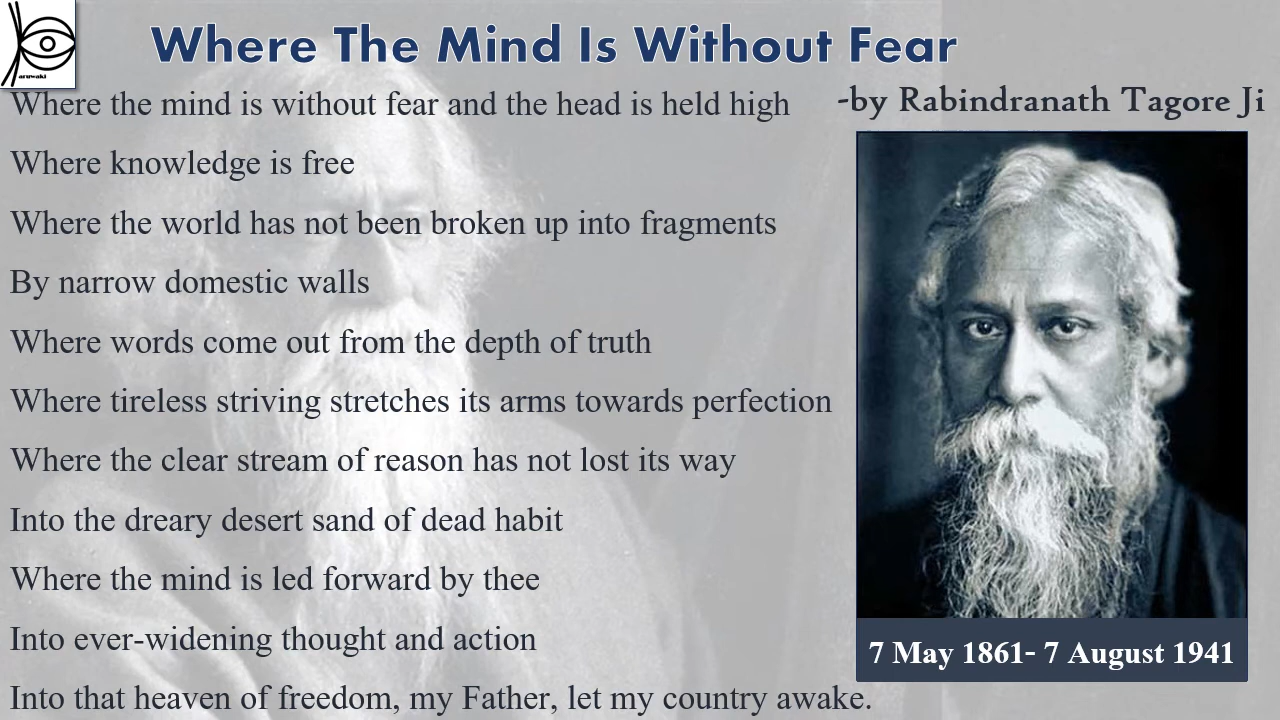 aruwaki
Where The Mind Is Without Fear
-by Rabindranath Tagore Ji
Where the mind is without fear and the head is held high
Where knowledge is free
Where the world has not been broken up into fragments
By narrow domestic walls
Where words come out from the depth of truth
Where tireless striving stretches its arms towards perfection
Where the clear stream of reason has not lost its way
Into the dreary desert sand of dead habit
Where the mind is led forward by thee
Into ever-widening thought and action
Into that heaven of freedom, my Father, let my country awake.
7 May 1861- 7 August 1941